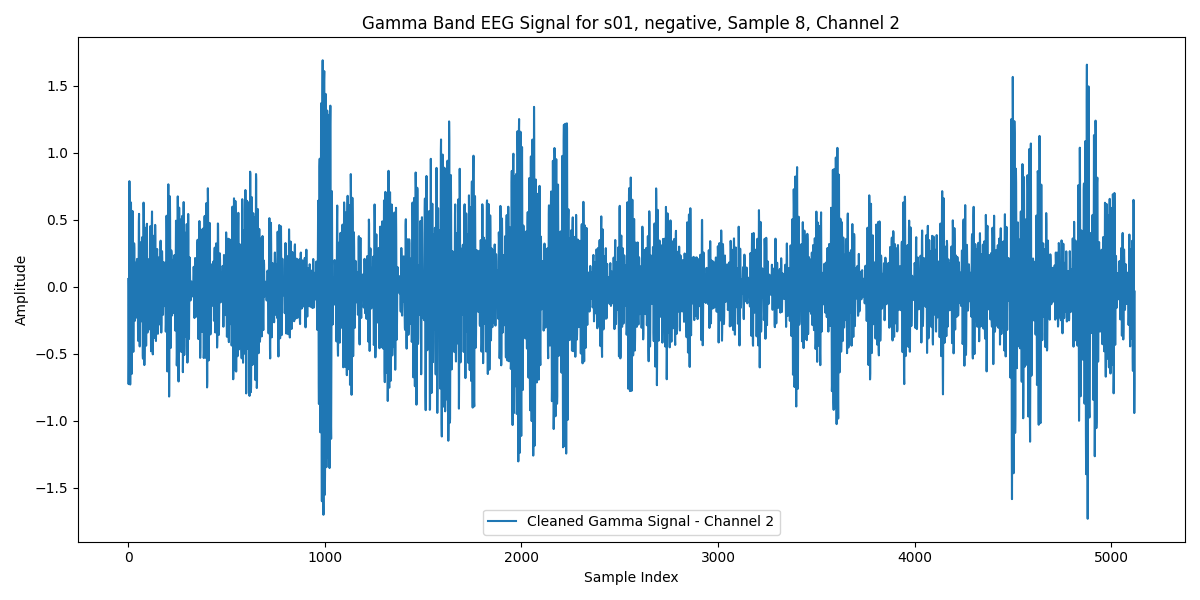 Gamma Band EEG Signal for s01, negative, Sample 8, Channel 2
1.5
1.0
0.5
0.0
−0.5
−1.0
−1.5
Amplitude
Cleaned Gamma Signal - Channel 2
0 1000 2000 3000 4000 5000
Sample Index